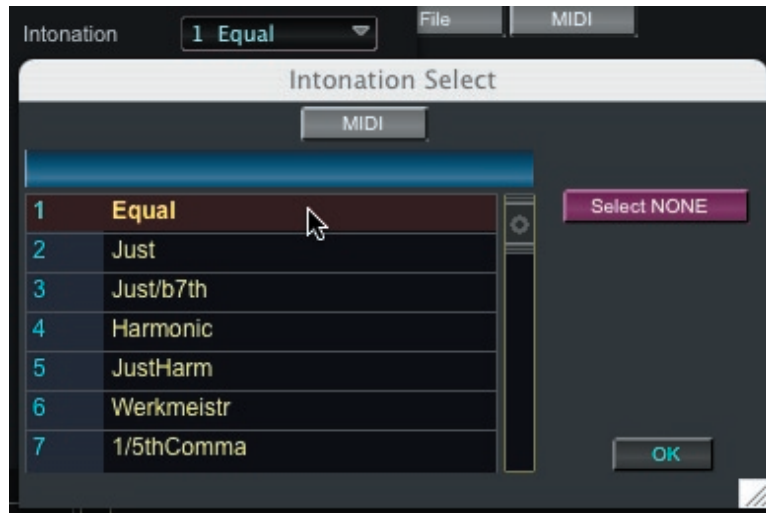 Intonation 1 Equal File MIDI
Intonation Select
MIDI
1 Equal
Select NONE
2 Just
3 Just/b7th
4 Harmonic
5 JustHarm
6 Werkmeistr
7 1/5thComma
OK